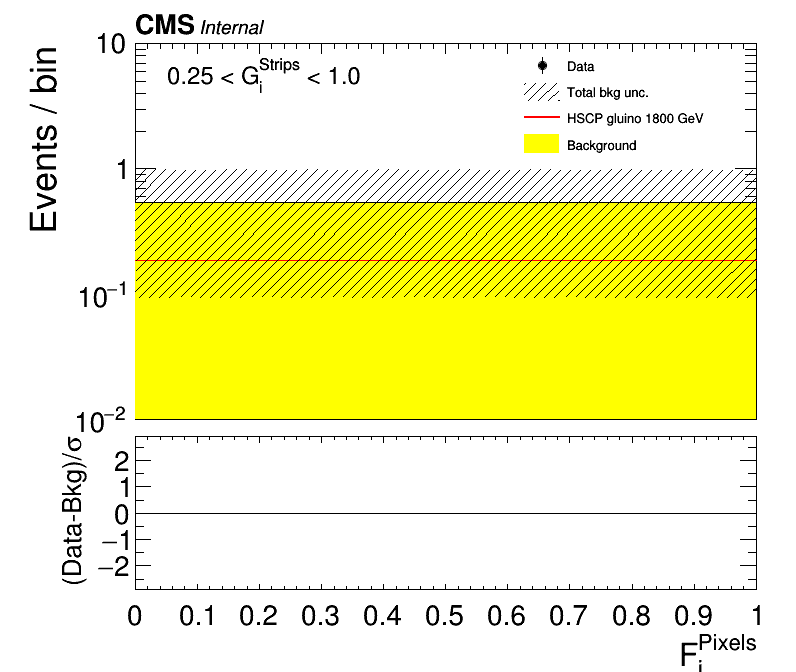 CMS Internal
Events / bin
10
1
10⁻¹
10⁻²
0.25 < G_i^Strips < 1.0
Data
Total bkg unc.
HSCP gluino 1800 GeV
Background
(Data-Bkg)/σ
2
1
0
−1
−2
0 0.1 0.2 0.3 0.4 0.5 0.6 0.7 0.8 0.9 1
F_i^Pixels